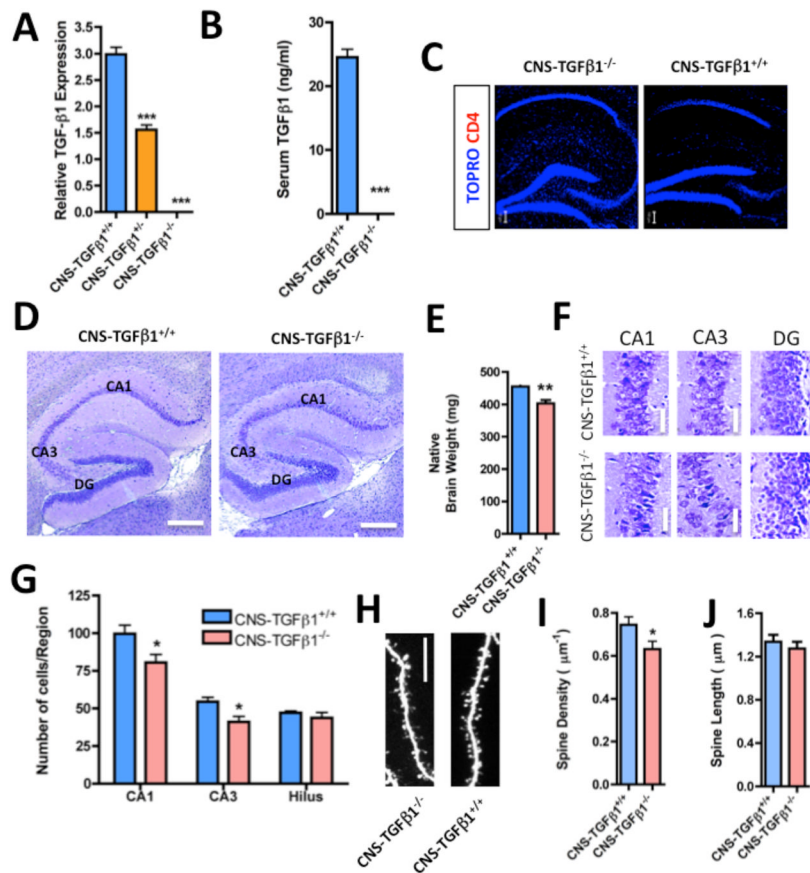 A
Relative TGF-β1 Expression
3.5
3.0
2.5
2.0
1.5
1.0
0.5
0.0
***
***
CNS-TGFβ1+/+
CNS-TGFβ1+/-
CNS-TGFβ1-/-
B
Serum TGFβ1 (ng/ml)
30
20
10
0
***
CNS-TGFβ1+/+
CNS-TGFβ1-/-
C
CNS-TGFβ1-/-
CNS-TGFβ1+/+
TOPRO CD4
D
CNS-TGFβ1+/+
CNS-TGFβ1-/-
CA1
CA3
DG
CA1
CA3
DG
E
Native
Brain Weight (mg)
500
400
300
200
100
0
**
CNS-TGFβ1+/+
CNS-TGFβ1-/-
F
CA1 CA3 DG
CNS-TGFβ1+/+
CNS-TGFβ1-/-
G
Number of cells/Region
125
100
75
50
25
0
CNS-TGFβ1+/+
CNS-TGFβ1-/-
*
*
CA1 CA3 Hilus
H
CNS-TGFβ1-/-
CNS-TGFβ1+/+
I
Spine Density ( μm-1)
0.8
0.6
0.4
0.2
0.0
*
CNS-TGFβ1+/+
CNS-TGFβ1-/-
J
Spine Length ( μm)
1.6
1.2
0.8
0.4
0.0
CNS-TGFβ1+/+
CNS-TGFβ1-/-